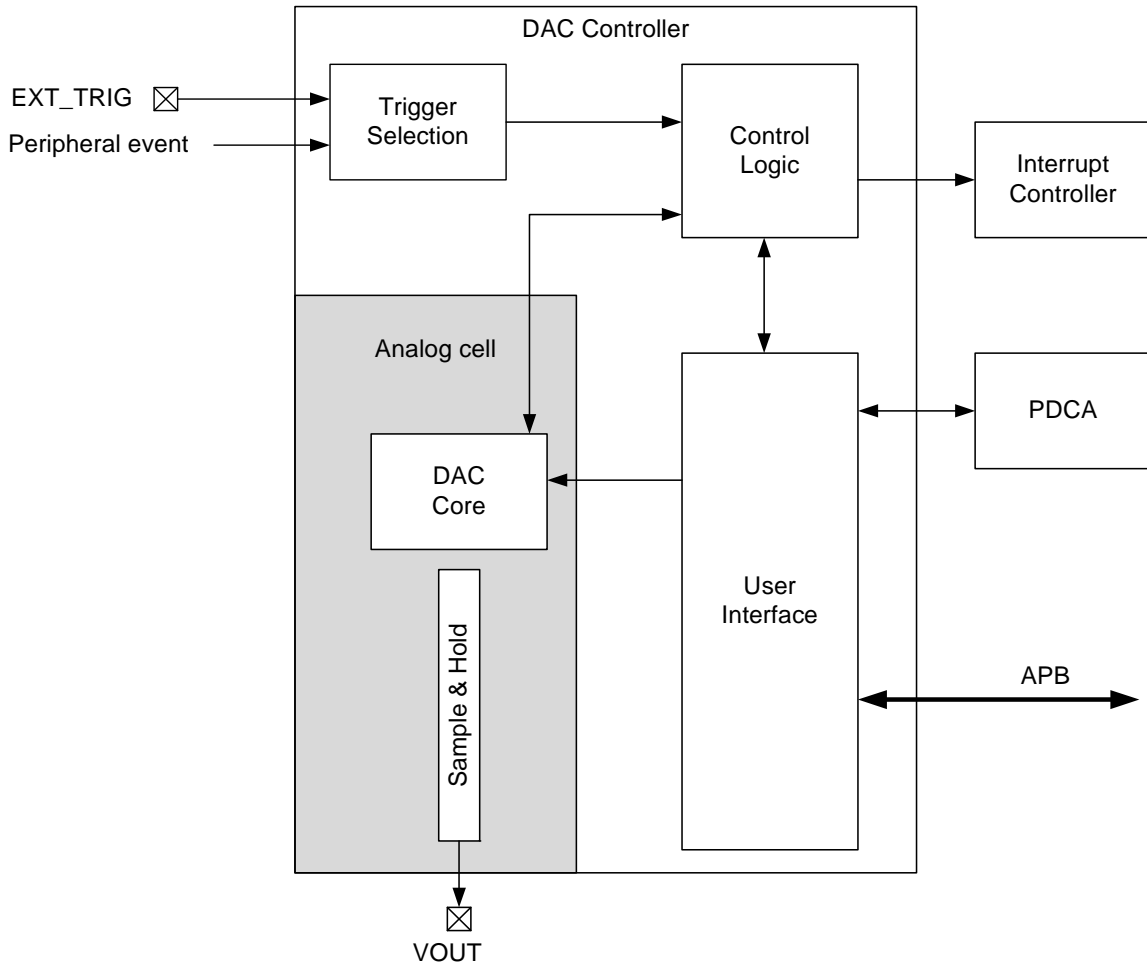 DAC Controller
EXT_TRIG
Peripheral event
Trigger
Selection
Control
Logic
Interrupt
Controller
Analog cell
PDCA
DAC
Core
User
Interface
Sample & Hold
APB
VOUT